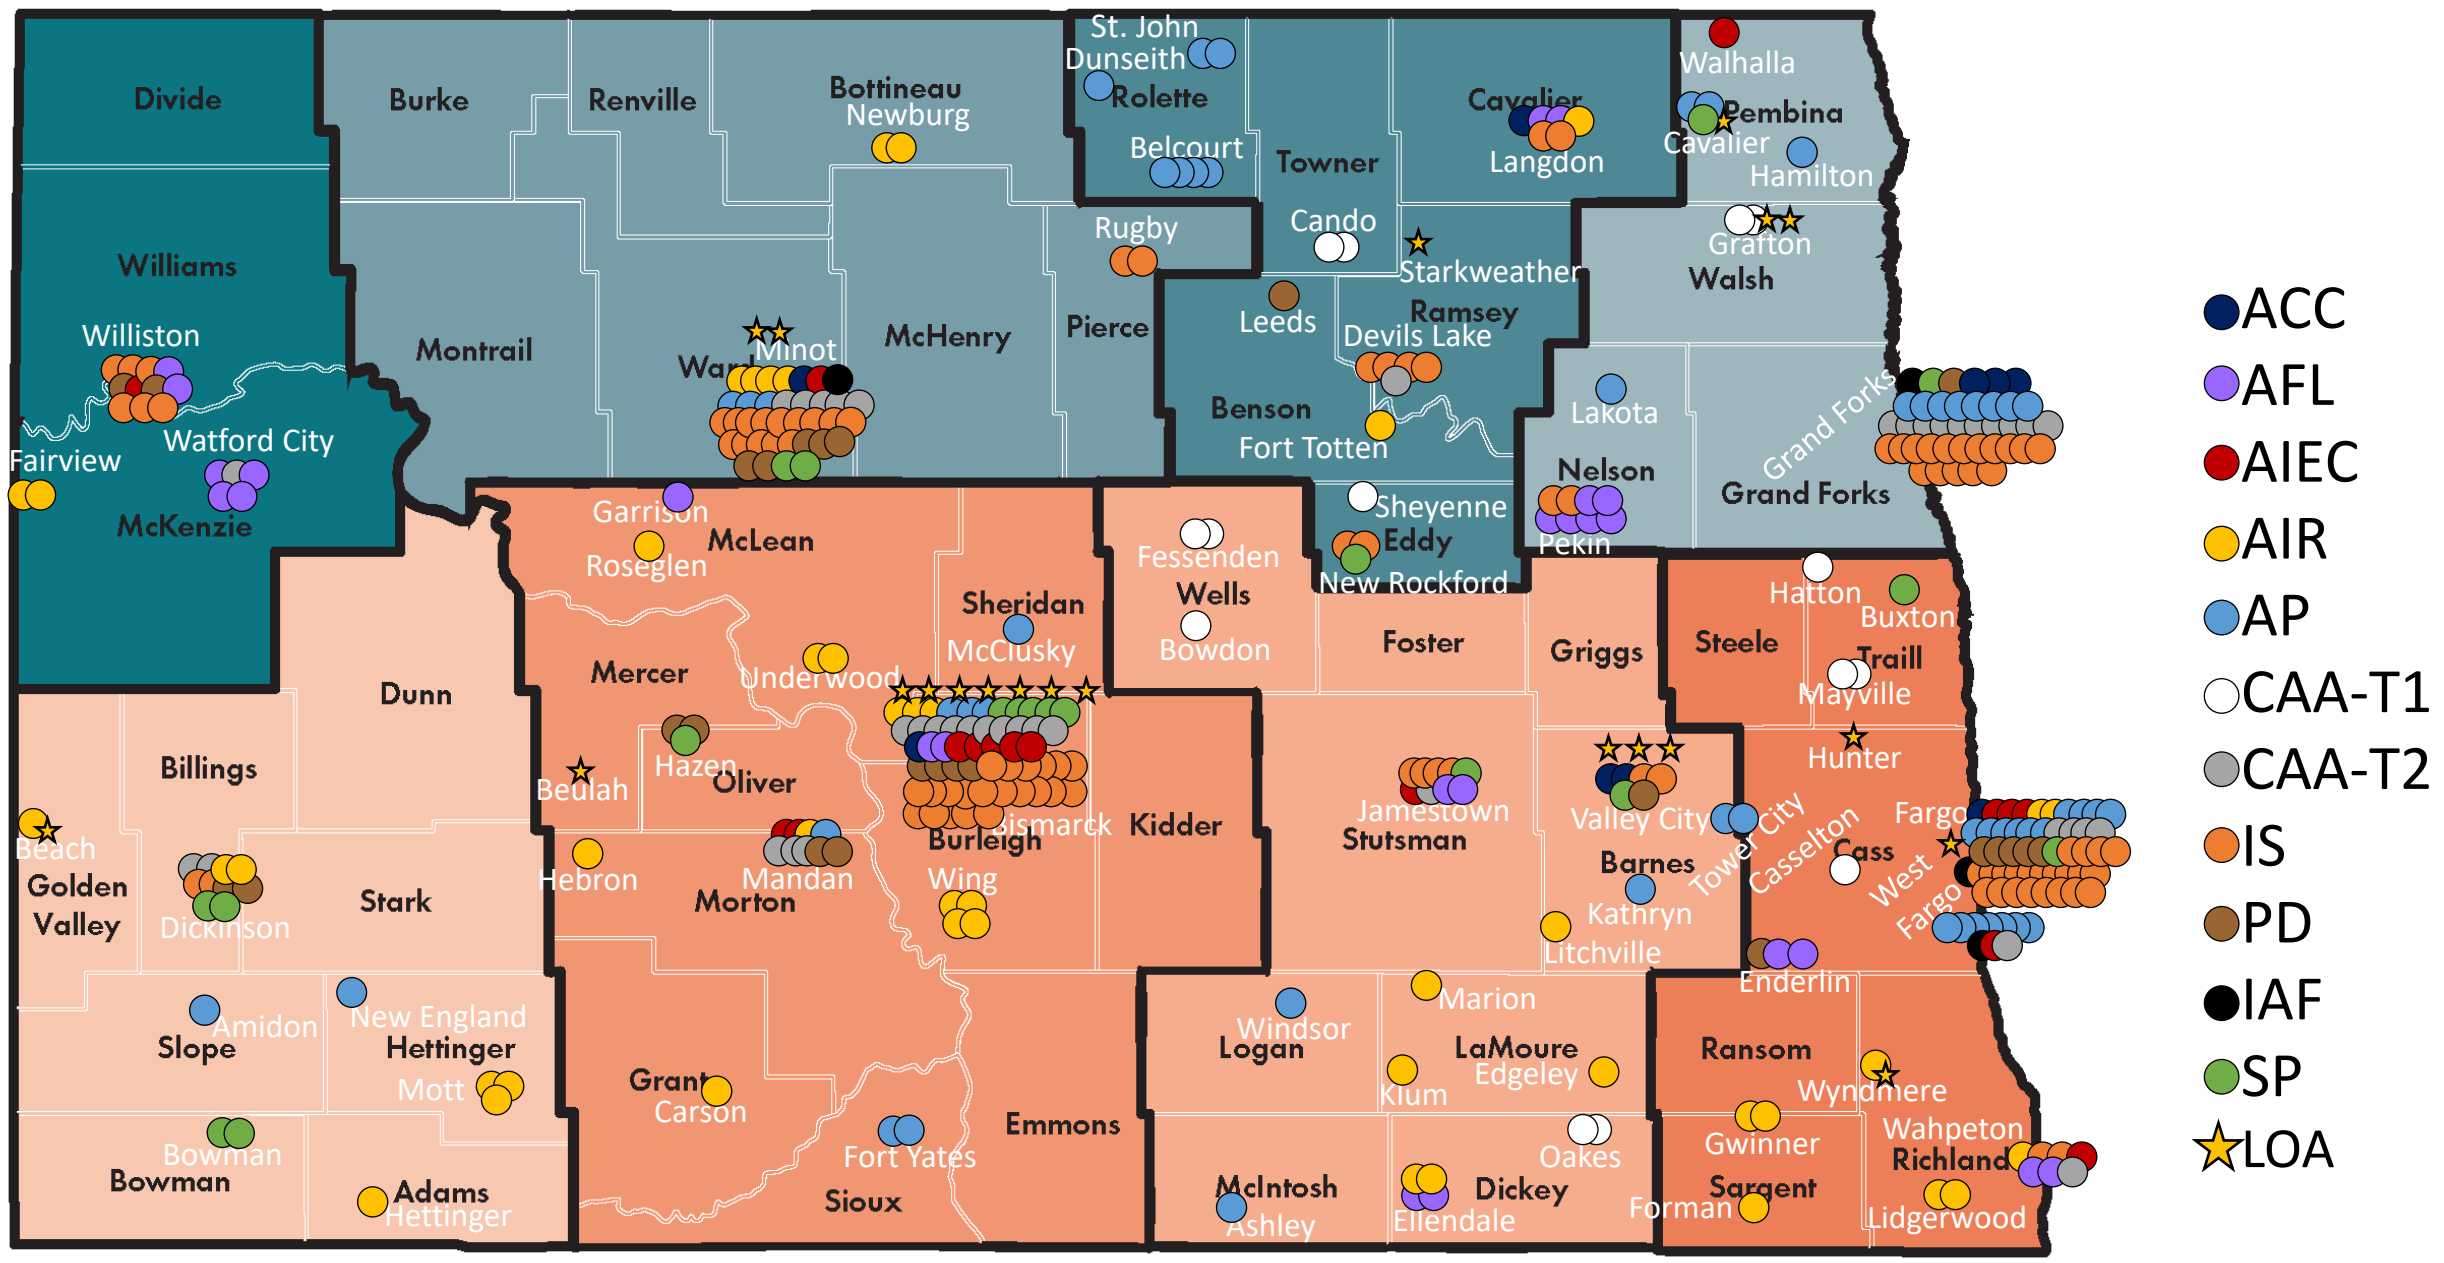 St. John
Dunseith
Walhalla
Divide
Burke
Renville
Bottineau
Newburg
Rolette
Cavalier
Pembina
Cavalier
Belcourt
Towner
Langdon
Hamilton
Rugby
Cando
Grafton
Williams
Starkweather
Walsh
ACC
Leeds
Ramsey
Williston
Montrail
Ward
Minot
McHenry
Pierce
Devils Lake
AFL
Benson
Lakota
Grand Forks
Watford City
Fort Totten
Fairview
Nelson
Grand Forks
AIEC
McKenzie
Garrison
McLean
Sheyenne
Eddy
Pekin
Roseglen
Fessenden
New Rockford
AIR
Hatton
Buxton
Sheridan
Wells
McClusky
Bowdon
Foster
Griggs
Steele
Traill
AP
Mercer
Underwood
Dunn
Mayville
CAA-T1
Billings
Hazen
Oliver
Beulah
Hunter
CAA-T2
Jamestown
Valley City
Tower City
Casselton
Fargo
Bismarck
Burleigh
Kidder
Stutsman
Beach
Golden
Valley
Stark
Hebron
Mandan
Wing
Morton
Barnes
Cass
West
Fargo
IS
Dickinson
Kathryn
Litchville
PD
Enderlin
Amidon
New England
Slope
Hettinger
Marion
Windsor
Logan
LaMoure
Ransom
IAF
Mott
Grant
Carson
Klum
Edgeley
Wyndmere
SP
Emmons
Gwinner
Wahpeton
Bowman
Fort Yates
Oakes
Richland
LOA
Bowman
Adams
Hettinger
Sioux
McIntosh
Ashley
Dickey
Ellendale
Sargent
Forman
Lidgerwood